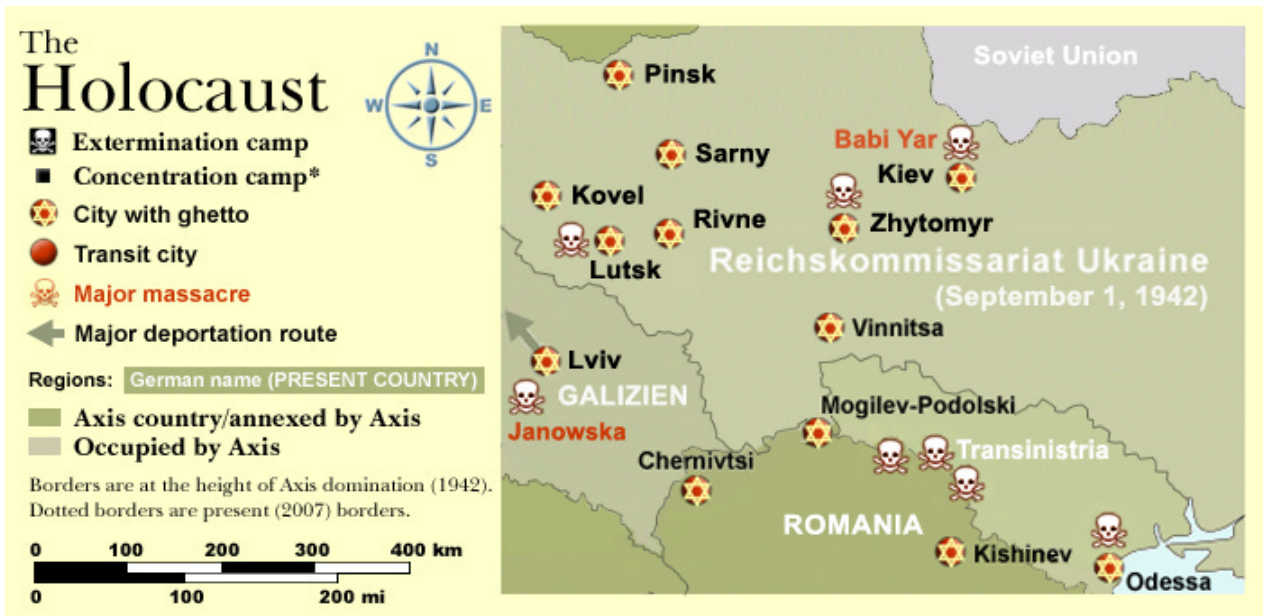 The
Holocaust
Extermination camp
Concentration camp*
City with ghetto
Transit city
Major massacre
Major deportation route
Regions: German name (PRESENT COUNTRY)
Axis country/annexed by Axis
Occupied by Axis
Borders are at the height of Axis domination (1942).
Dotted borders are present (2007) borders.
0 100 200 300 400 km
0 100 200 mi
N
W E
S
Soviet Union
Pinsk
Babi Yar
Sarny
Kiev
Kovel
Rivne
Zhytomyr
Lutsk
Reichskommissariat Ukraine
(September 1, 1942)
Vinnitsa
Lviv
GALIZIEN
Mogilev-Podolski
Janowska
Transinistria
Chernivtsi
ROMANIA
Kishinev
Odessa